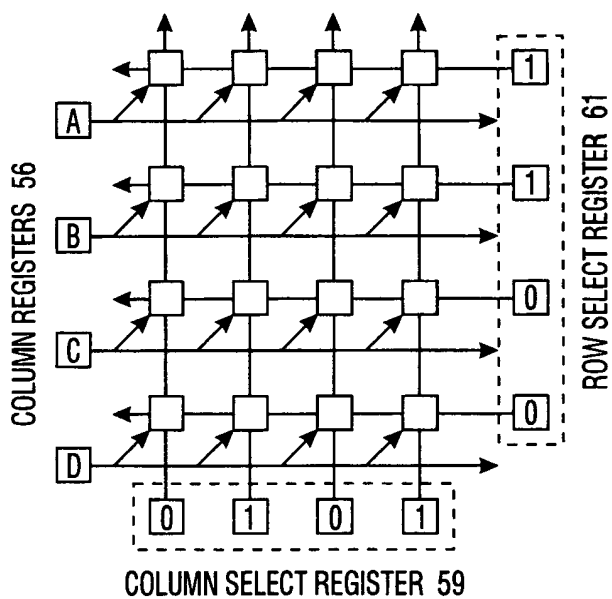 1
A
1
B
0
C
0
D
0 1 0 1
COLUMN REGISTERS 56
ROW SELECT REGISTER 61
COLUMN SELECT REGISTER 59